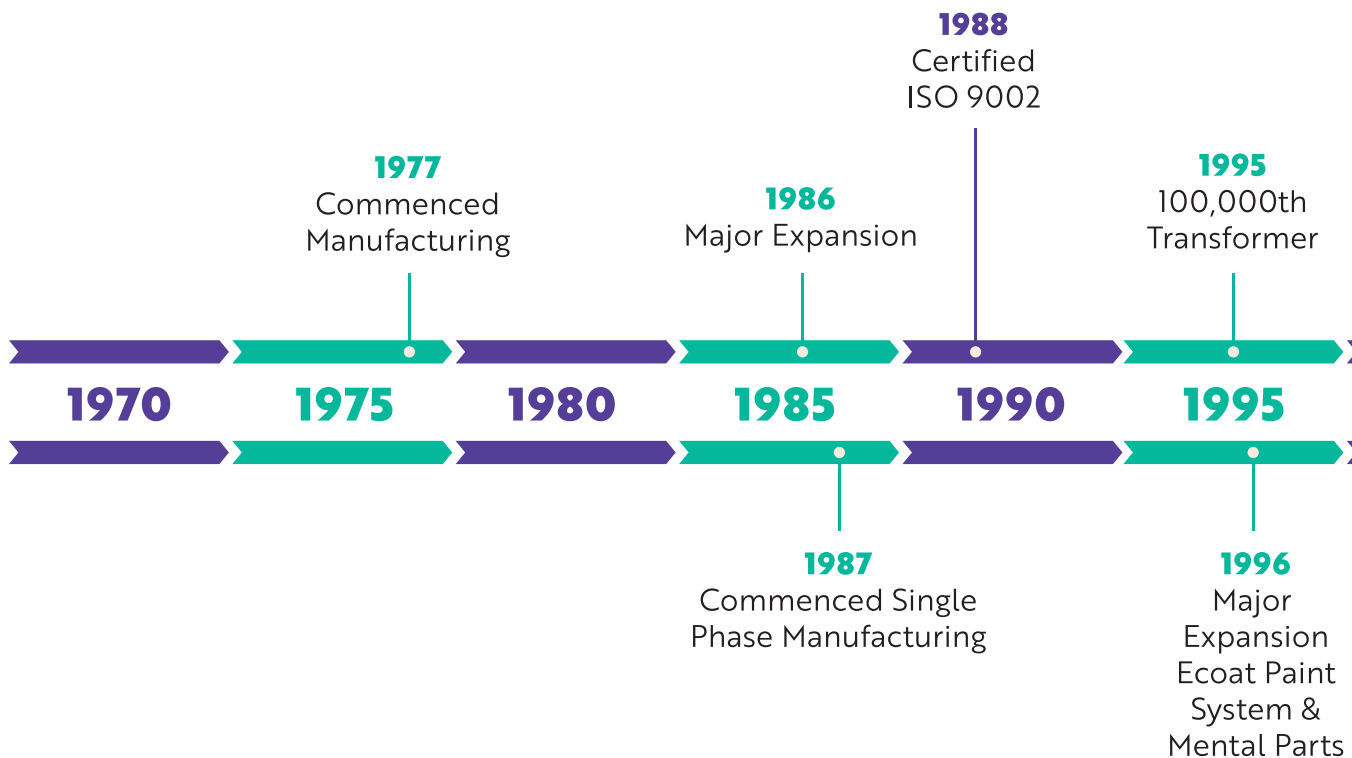 1988
Certified
ISO 9002
1977
Commenced
Manufacturing
1986
Major Expansion
1995
100,000th
Transformer
1970
1975
1980
1985
1990
1995
1987
Commenced Single
Phase Manufacturing
1996
Major
Expansion
Ecoat Paint
System &
Mental Parts